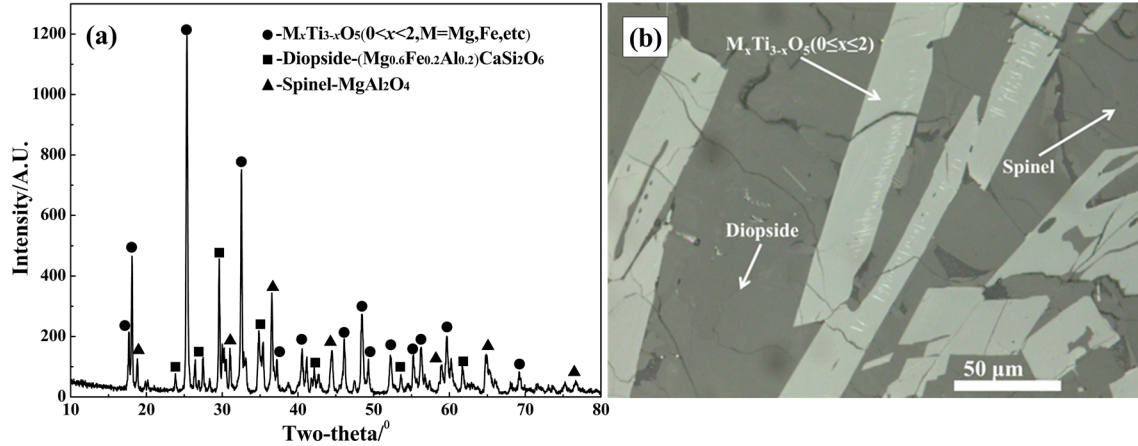 (a)
●-MₓTi₃₋ₓO₅(0<x<2,M=Mg,Fe,etc)
■-Diopside-(Mg₀.₆Fe₀.₂Al₀.₂)CaSi₂O₆
▲-Spinel-MgAl₂O₄
Intensity/A.U.
1200
1000
800
600
400
200
0
10 20 30 40 50 60 70 80
Two-theta/⁰
(b)
MₓTi₃₋ₓO₅(0≤x≤2)
Spinel
Diopside
50 μm